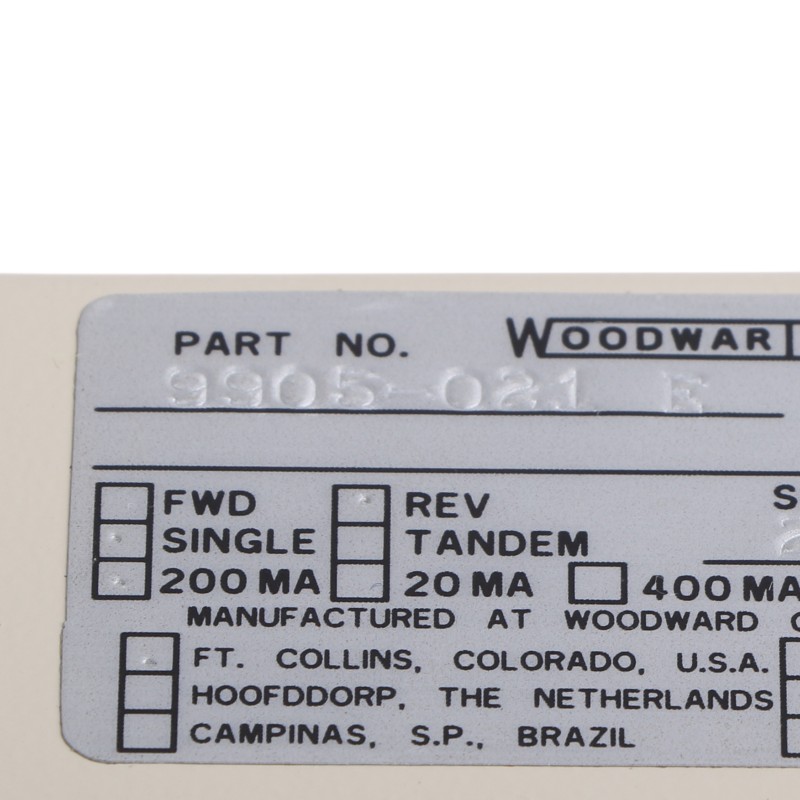 PART NO. WOODWAR
9905-021 E
FWD REV S
SINGLE TANDEM
200 MA 20 MA 400 MA
MANUFACTURED AT WOODWARD
FT. COLLINS, COLORADO, U.S.A.
HOOFDDORP, THE NETHERLANDS
CAMPINAS, S.P., BRAZIL